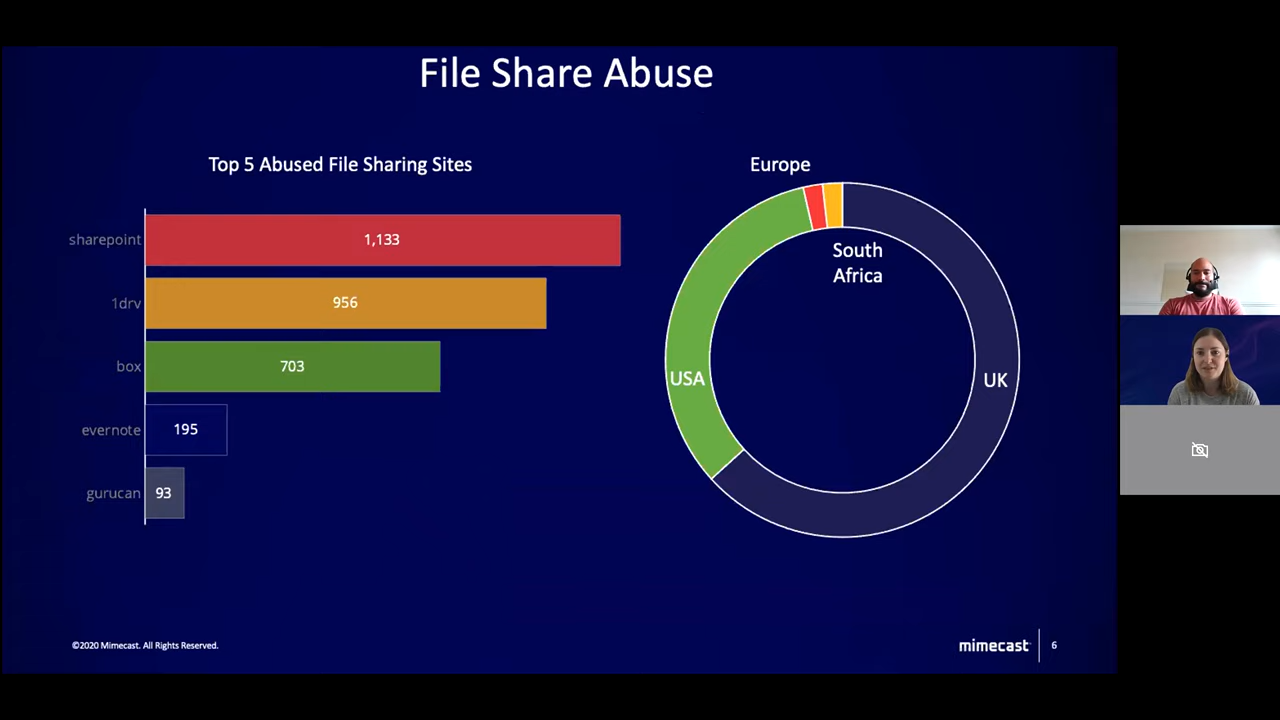 File Share Abuse
Top 5 Abused File Sharing Sites
sharepoint
1,133
1drv
956
box
703
evernote
195
gurucan
93
Europe
South
Africa
USA
UK
©2020 Mimecast. All Rights Reserved.
mimecast
6